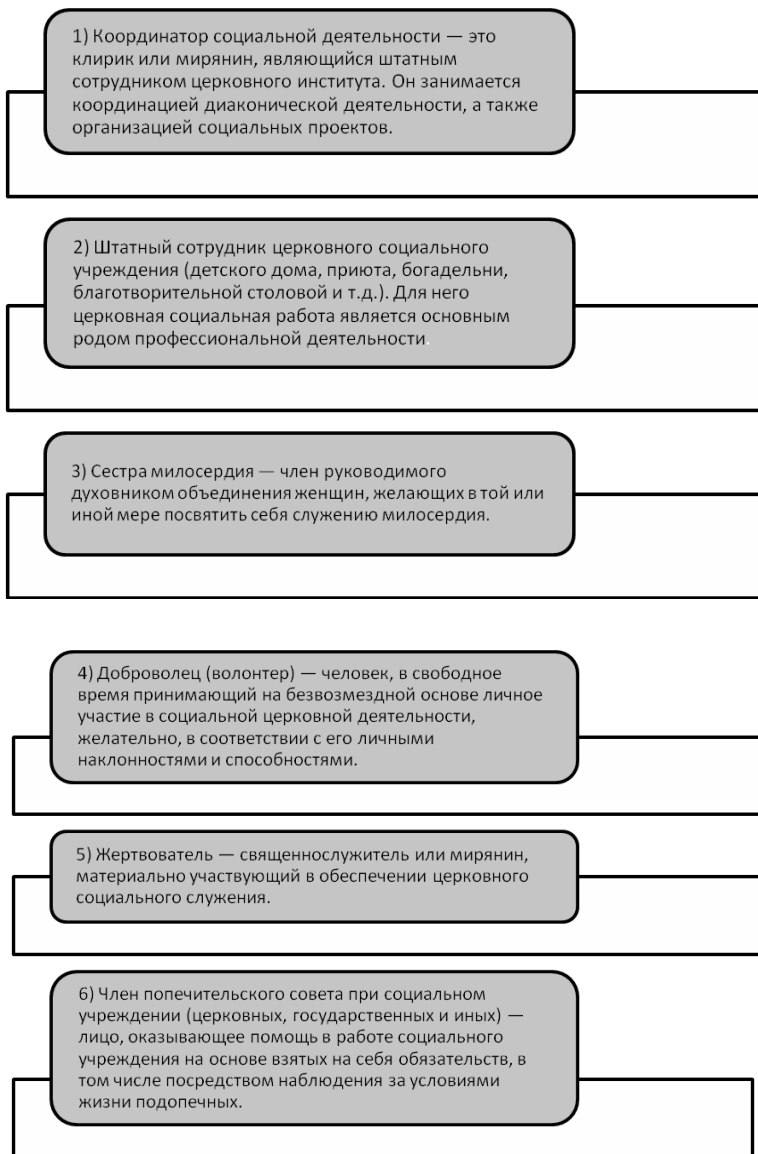 1) Координатор социальной деятельности — это
клирик или мирянин, являющийся штатным
сотрудником церковного института. Он занимается
координацией диаконической деятельности, а также
организацией социальных проектов.
2) Штатный сотрудник церковного социального
учреждения (детского дома, приюта, богадельни,
благотворительной столовой и т.д.). Для него
церковная социальная работа является основным
родом профессиональной деятельности.
3) Сестра милосердия — член руководимого
духовником объединения женщин, желающих в той или
иной мере посвятить себя служению милосердия.
4) Доброволец (волонтер) — человек, в свободное
время принимающий на безвозмездной основе личное
участие в социальной церковной деятельности,
желательно, в соответствии с его личными
наклонностями и способностями.
5) Жертвователь — священнослужитель или мирянин,
материально участвующий в обеспечении церковного
социального служения.
6) Член попечительского совета при социальном
учреждении (церковных, государственных и иных) —
лицо, оказывающее помощь в работе социального
учреждения на основе взятых на себя обязательств, в
том числе посредством наблюдения за условиями
жизни подопечных.